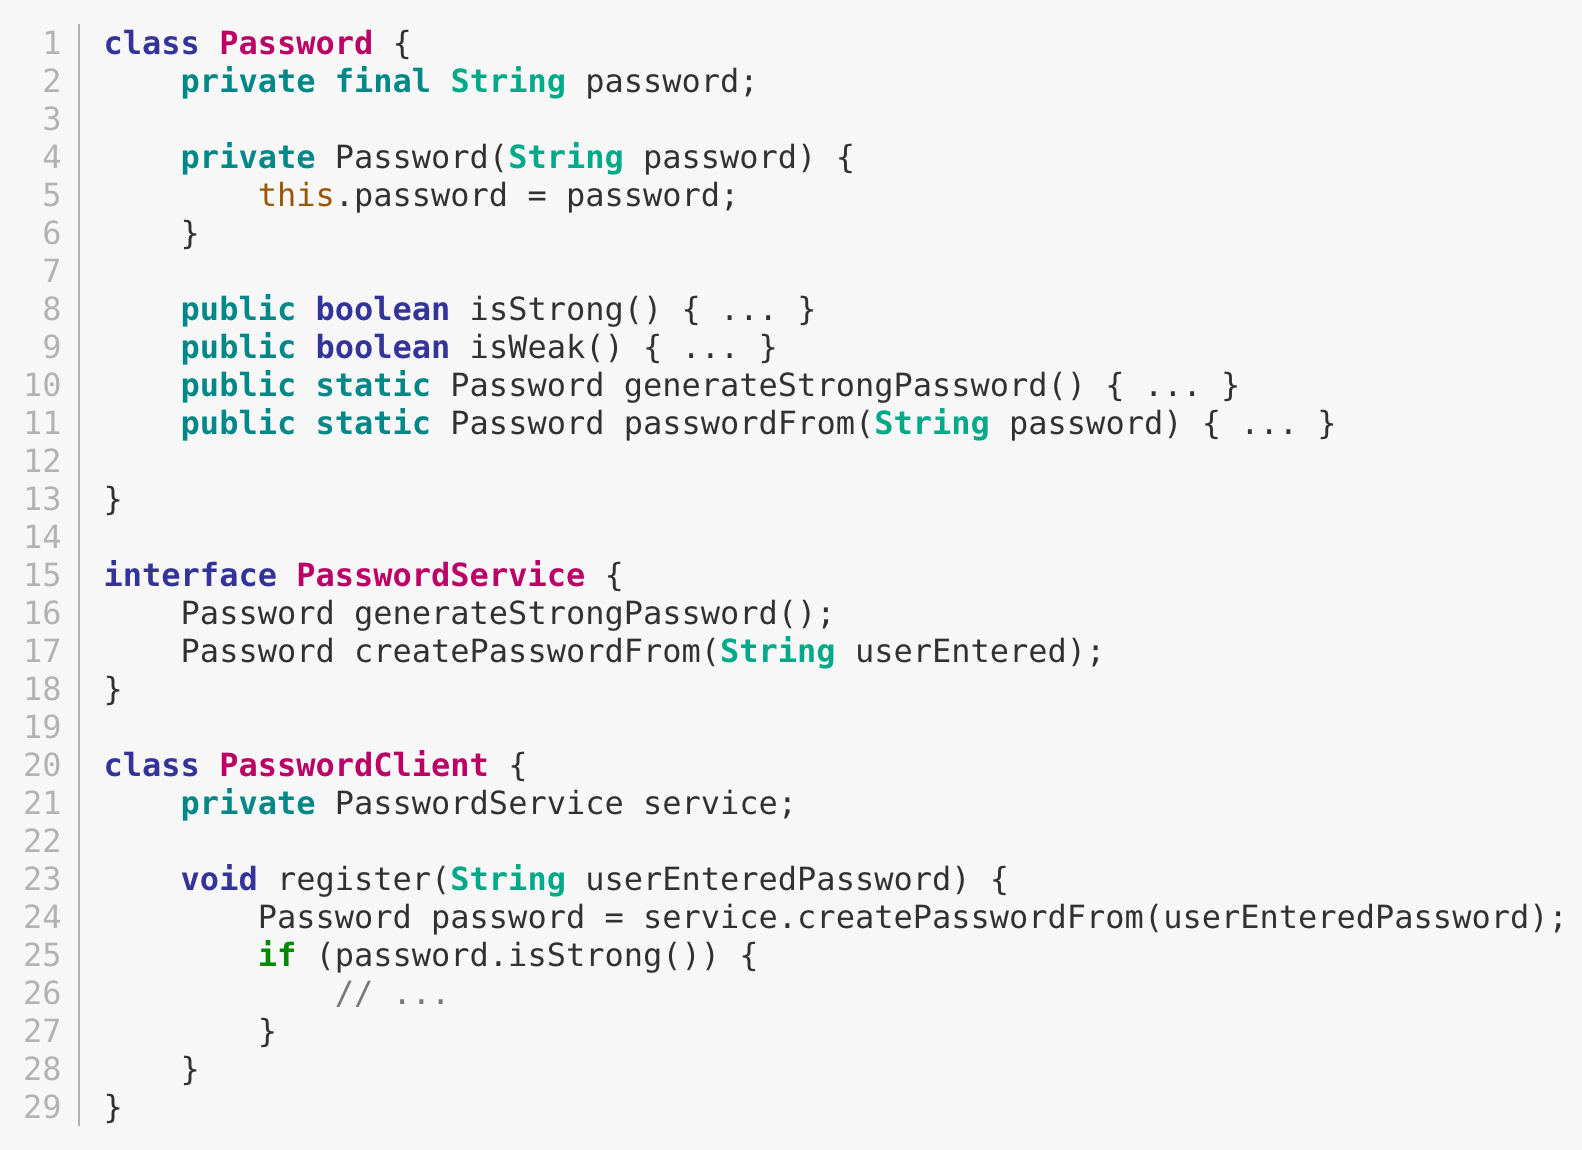 1 class Password {
2     private final String password;
3
4     private Password(String password) {
5         this.password = password;
6     }
7
8     public boolean isStrong() { ... }
9     public boolean isWeak() { ... }
10     public static Password generateStrongPassword() { ... }
11     public static Password passwordFrom(String password) { ... }
12
13 }
14
15 interface PasswordService {
16     Password generateStrongPassword();
17     Password createPasswordFrom(String userEntered);
18 }
19
20 class PasswordClient {
21     private PasswordService service;
22
23     void register(String userEnteredPassword) {
24         Password password = service.createPasswordFrom(userEnteredPassword);
25         if (password.isStrong()) {
26             // ...
27         }
28     }
29 }